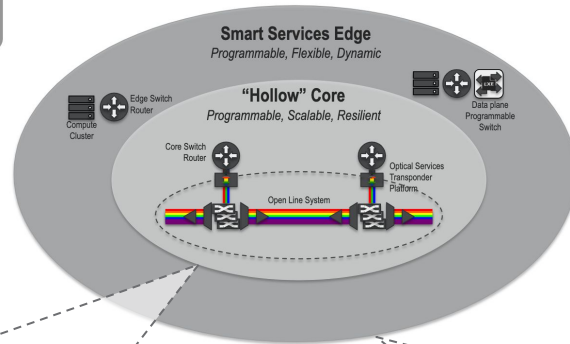 Smart Services Edge
Programmable, Flexible, Dynamic
Edge Switch
Router
Compute
Cluster
EXE
Data plane
Programmable
Switch
“Hollow” Core
Programmable, Scalable, Resilient
Core Switch
Router
Optical Services
Transponder
Platform
Open Line System